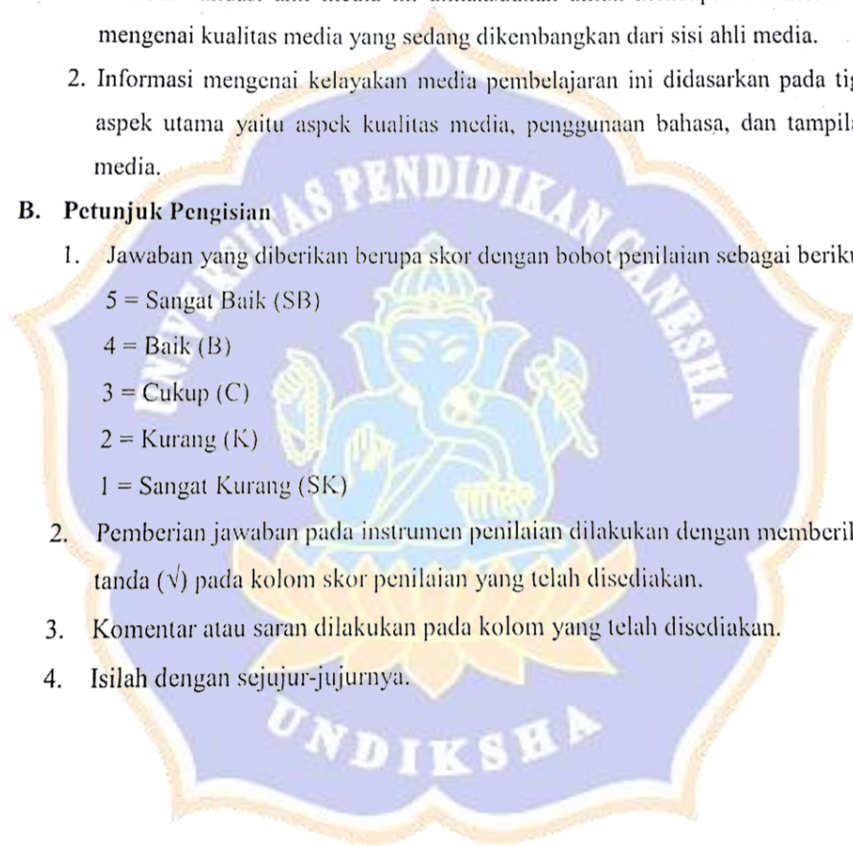 mengenai kualitas media yang sedang dikembangkan dari sisi ahli media.
2. Informasi mengenai kelayakan media pembelajaran ini didasarkan pada
aspek utama yaitu aspek kualitas media, penggunaan bahasa, dan
media.
B. Petunjuk Pengisian
1. Jawaban yang diberikan berupa skor dengan bobot penilaian sebagai
5 = Sangat Baik (SB)
4 = Baik (B)
3 = Cukup (C)
2 = Kurang (K)
1 = Sangat Kurang (SK)
2. Pemberian jawaban pada instrumen penilaian dilakukan dengan
tanda (√) pada kolom skor penilaian yang telah disediakan.
3. Komentar atau saran dilakukan pada kolom yang telah disediakan.
4. Isilah dengan sejujur-jujurnya.
UNIVERSITAS PENDIDIKAN GANESHA
UNDIKSHA